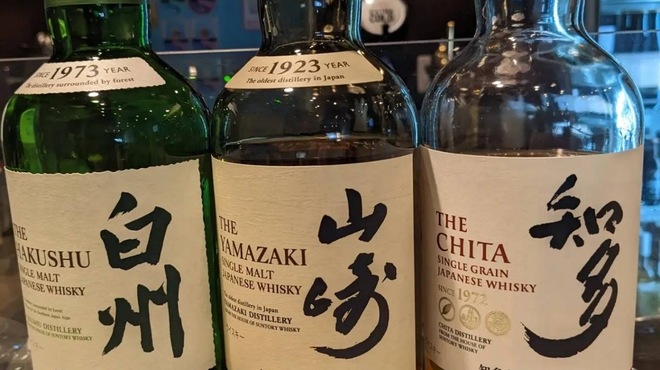 SINCE 1973 YEAR
The distillery surrounded by forest
THE
HAKUSHU
SINGLE MALT
JAPANESE WHISKY
白州
SINCE 1923 YEAR
The oldest distillery in Japan
THE
YAMAZAKI
SINGLE MALT
JAPANESE WHISKY
The oldest distillery in Japan
YAMAZAKI DISTILLERY
FROM THE HOUSE OF SUNTORY WHISKY
山崎
THE
CHITA
SINGLE GRAIN
JAPANESE WHISKY
SINCE 1972
CHITA DISTILLERY
FROM THE HOUSE
OF SUNTORY WHISKY
知多